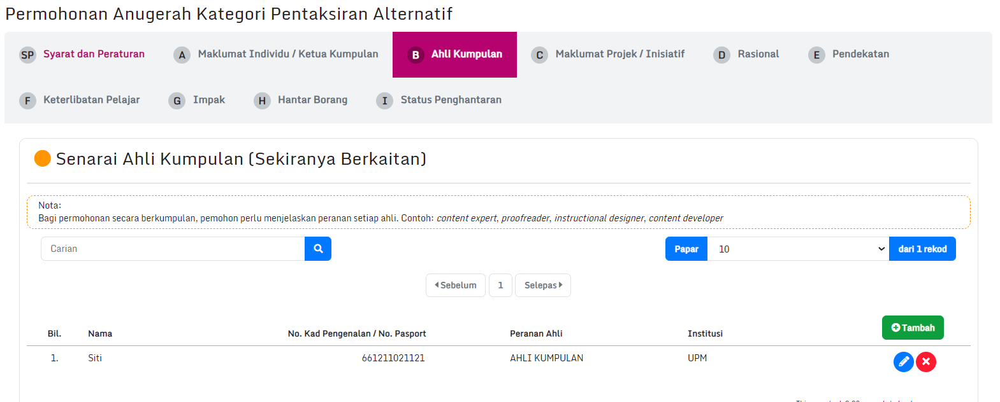 Permohonan Anugerah Kategori Pentaksiran Alternatif
SP Syarat dan Peraturan A Maklumat Individu / Ketua Kumpulan B Ahli Kumpulan C Maklumat Projek / Inisiatif D Rasional E Pendekatan
F Keterlibatan Pelajar G Impak H Hantar Borang I Status Penghantaran
Senarai Ahli Kumpulan (Sekiranya Berkaitan)
Nota:
Bagi permohonan secara berkumpulan, pemohon perlu menjelaskan peranan setiap ahli. Contoh: content expert, proofreader, instructional designer, content developer
Carian Papar 10 dari 1 rekod
Sebelum 1 Selepas
Tambah
Bil. Nama No. Kad Pengenalan / No. Pasport Peranan Ahli Institusi
1. Siti 661211021121 AHLI KUMPULAN UPM